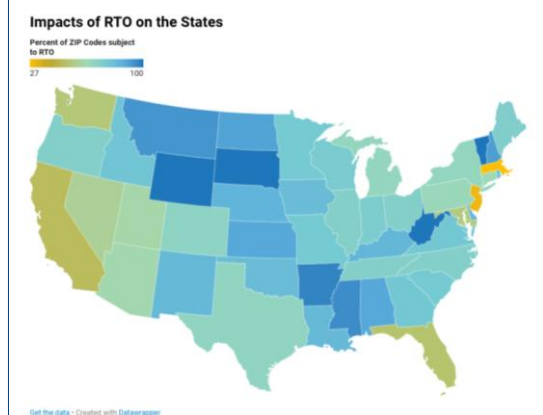 Impacts of RTO on the States
Percent of ZIP Codes subject
to RTO
27 100
Get the data • Created with Datawrapper